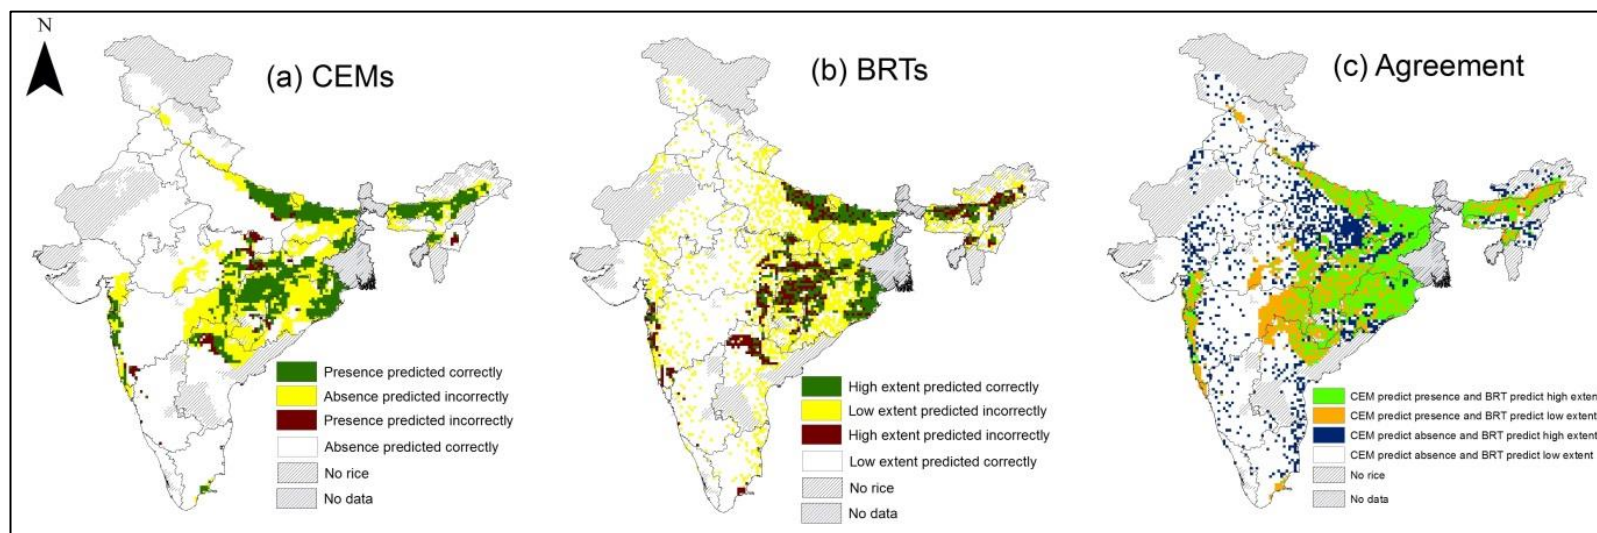 N
(a) CEMs
Presence predicted correctly
Absence predicted incorrectly
Presence predicted incorrectly
Absence predicted correctly
No rice
No data
(b) BRTs
High extent predicted correctly
Low extent predicted incorrectly
High extent predicted incorrectly
Low extent predicted correctly
No rice
No data
(c) Agreement
CEM predict presence and BRT predict high extent
CEM predict presence and BRT predict low extent
CEM predict absence and BRT predict high extent
CEM predict absence and BRT predict low extent
No rice
No data